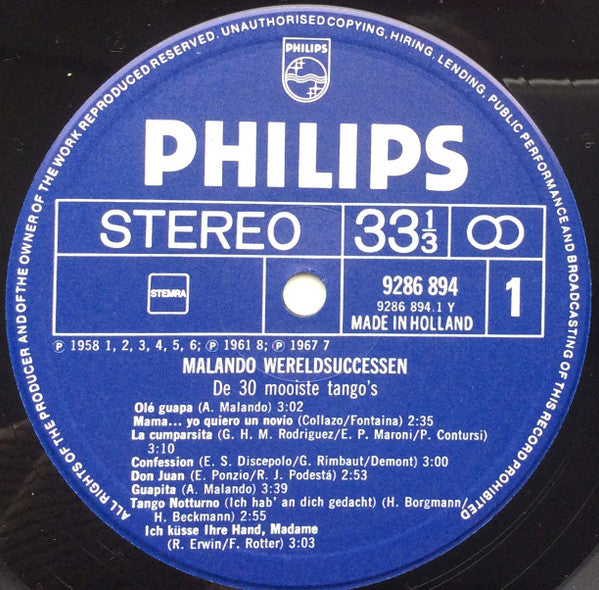 ALL RIGHTS OF THE PRODUCER AND OF THE OWNER OF THE WORK REPRODUCED RESERVED. UNAUTHORISED COPYING, HIRING, LENDING, PUBLIC PERFORMANCE AND BROADCASTING OF THIS RECORD PROHIBITED
PHILIPS
PHILIPS
STEREO
33 1/3
STEMRA
9286 894
9286 894.1 Y
MADE IN HOLLAND
1
℗ 1958 1, 2, 3, 4, 5, 6; ℗ 1961 8; ℗ 1967 7
MALANDO WERELDSUCCESSEN
De 30 mooiste tango's
Olé guapa (A. Malando) 3:02
Mama... yo quiero un novio (Collazo/Fontaina) 2:35
La cumparsita (G. H. M. Rodriguez/E. P. Maroni/P. Contursi)
3:10
Confession (E. S. Discepolo/G. Rimbaut/Demont) 3:00
Don Juan (E. Ponzio/R. J. Podestá) 2:53
Guapita (A. Malando) 3:39
Tango Notturno (Ich hab' an dich gedacht) (H. Borgmann/
H. Beckmann) 2:55
Ich küsse Ihre Hand, Madame
(R. Erwin/F. Rotter) 3:03